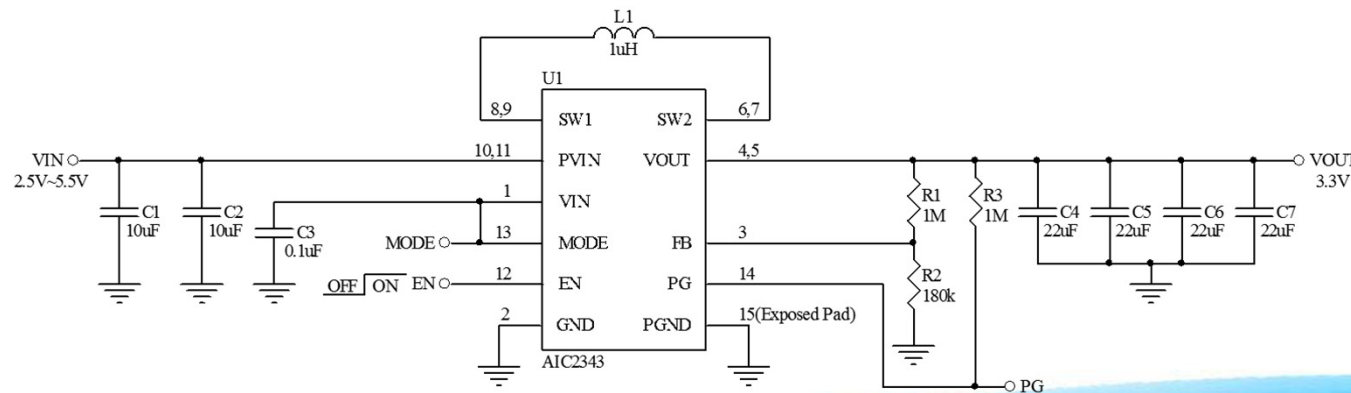 L1
1uH
U1
8,9 SW1 SW2 6,7
VIN 10,11 PVIN VOUT 4,5 VOUT
2.5V~5.5V 3.3V
1 VIN
C1 10uF
C2 10uF
C3 0.1uF
R1 1M
R3 1M
C4 22uF
C5 22uF
C6 22uF
C7 22uF
MODE 13 MODE FB 3
OFF ON EN 12 EN PG 14
R2 180k
2 GND PGND 15(Exposed Pad)
AIC2343
PG